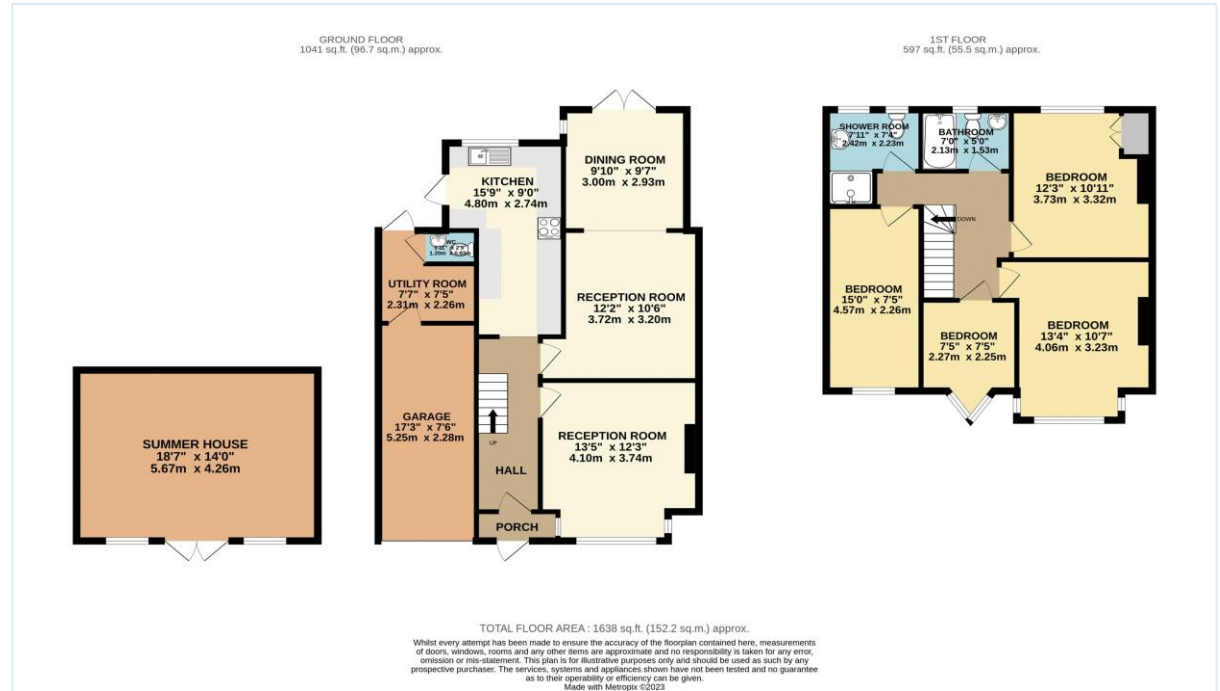 GROUND FLOOR
1041 sq.ft. (96.7 sq.m.) approx.
1ST FLOOR
597 sq.ft. (55.5 sq.m.) approx.
DINING ROOM
9'10" x 9'7"
3.00m x 2.93m
KITCHEN
15'9" x 9'0"
4.80m x 2.74m
WC
UTILITY ROOM
7'7" x 7'5"
2.31m x 2.26m
RECEPTION ROOM
12'2" x 10'6"
3.72m x 3.20m
GARAGE
17'3" x 7'6"
5.25m x 2.28m
UP
HALL
RECEPTION ROOM
13'5" x 12'3"
4.10m x 3.74m
PORCH
SUMMER HOUSE
18'7" x 14'0"
5.67m x 4.26m
SHOWER ROOM
7'11" x 7'4"
2.42m x 2.23m
BATHROOM
7'0" x 5'0"
2.13m x 1.53m
BEDROOM
12'3" x 10'11"
3.73m x 3.32m
DOWN
BEDROOM
15'0" x 7'5"
4.57m x 2.26m
BEDROOM
7'5" x 7'5"
2.27m x 2.25m
BEDROOM
13'4" x 10'7"
4.06m x 3.23m
TOTAL FLOOR AREA : 1638 sq.ft. (152.2 sq.m.) approx.
Whilst every attempt has been made to ensure the accuracy of the floorplan contained here, measurements
of doors, windows, rooms and any other items are approximate and no responsibility is taken for any error,
omission or mis-statement. This plan is for illustrative purposes only and should be used as such by any
prospective purchaser. The services, systems and appliances shown have not been tested and no guarantee
as to their operability or efficiency can be given.
Made with Metropix ©2023